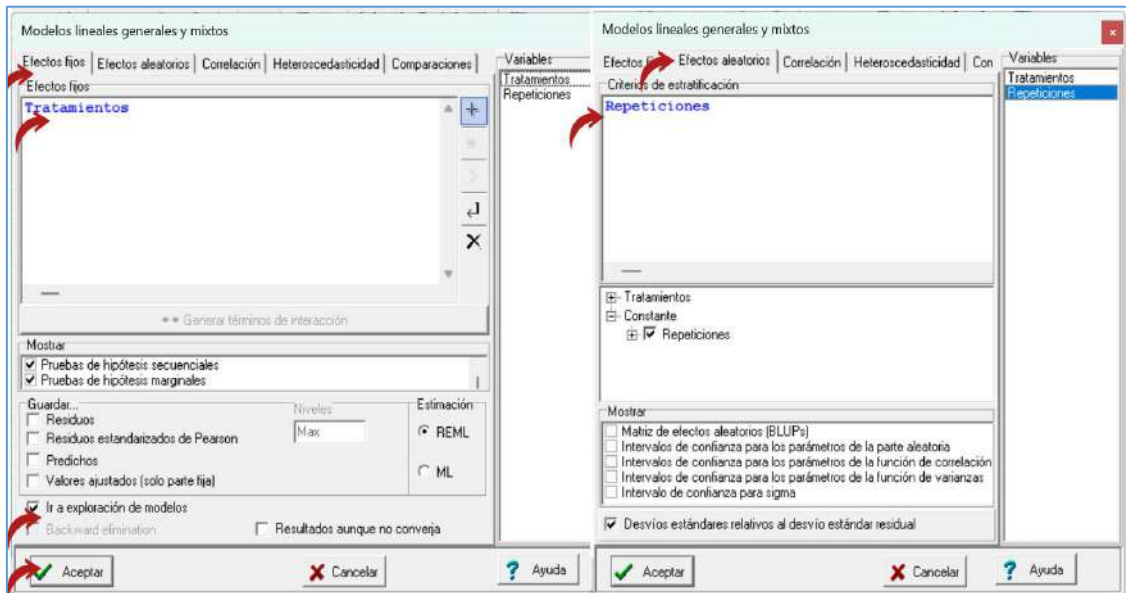 Modelos lineales generales y mixtos
Efectos fijos
Efectos aleatorios
Correlación
Heteroscedasticidad
Comparaciones
Efectos fijos
Tratamientos
Generar términos de interacción
Mostrar
Pruebas de hipótesis secuenciales
Pruebas de hipótesis marginales
Guardar...
Residuos
Residuos estandarizados de Pearson
Predichos
Valores ajustados (solo parte fija)
Niveles
Max
Estimación
REML
ML
Ir a exploración de modelos
Backward elimination
Resultados aunque no converja
Aceptar
Cancelar
Variables
Tratamientos
Repeticiones
? Ayuda
Modelos lineales generales y mixtos
x
Efectos
Efectos aleatorios
Correlación
Heteroscedasticidad
Con
Criterios de estratificación
Repeticiones
Tratamientos
Constante
Repeticiones
Mostrar
Matriz de efectos aleatorios (BLUPs)
Intervalos de confianza para los parámetros de la parte aleatoria
Intervalos de confianza para los parámetros de la función de correlación
Intervalos de confianza para los parámetros de la función de varianzas
Intervalo de confianza para sigma
Desvíos estándares relativos al desvío estándar residual
Aceptar
Cancelar
Variables
Tratamientos
Repeticiones
? Ayuda